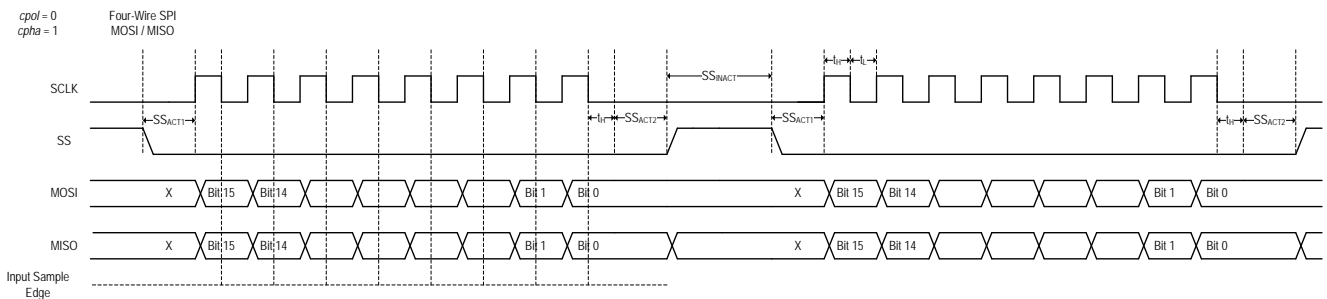 cpol = 0 Four-Wire SPI
cpha = 1 MOSI / MISO
SCLK
tH tL
SSINACT
SSACT1 tH SSACT2 SSACT1 tH SSACT2
SS
MOSI X Bit 15 Bit 14 Bit 1 Bit 0 X Bit 15 Bit 14 Bit 1 Bit 0
MISO X Bit 15 Bit 14 Bit 1 Bit 0 X Bit 15 Bit 14 Bit 1 Bit 0
Input Sample
Edge